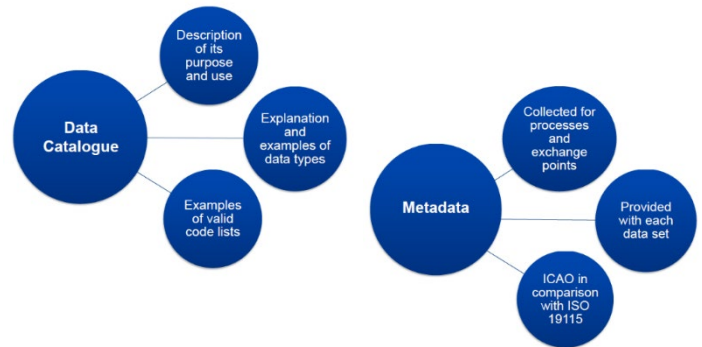 Description
of its
purpose
and use
Data
Catalogue
Explanation
and
examples of
data types
Examples
of valid
code lists
Collected for
processes
and
exchange
points
Metadata
Provided
with each
data set
ICAO in
comparison
with ISO
19115